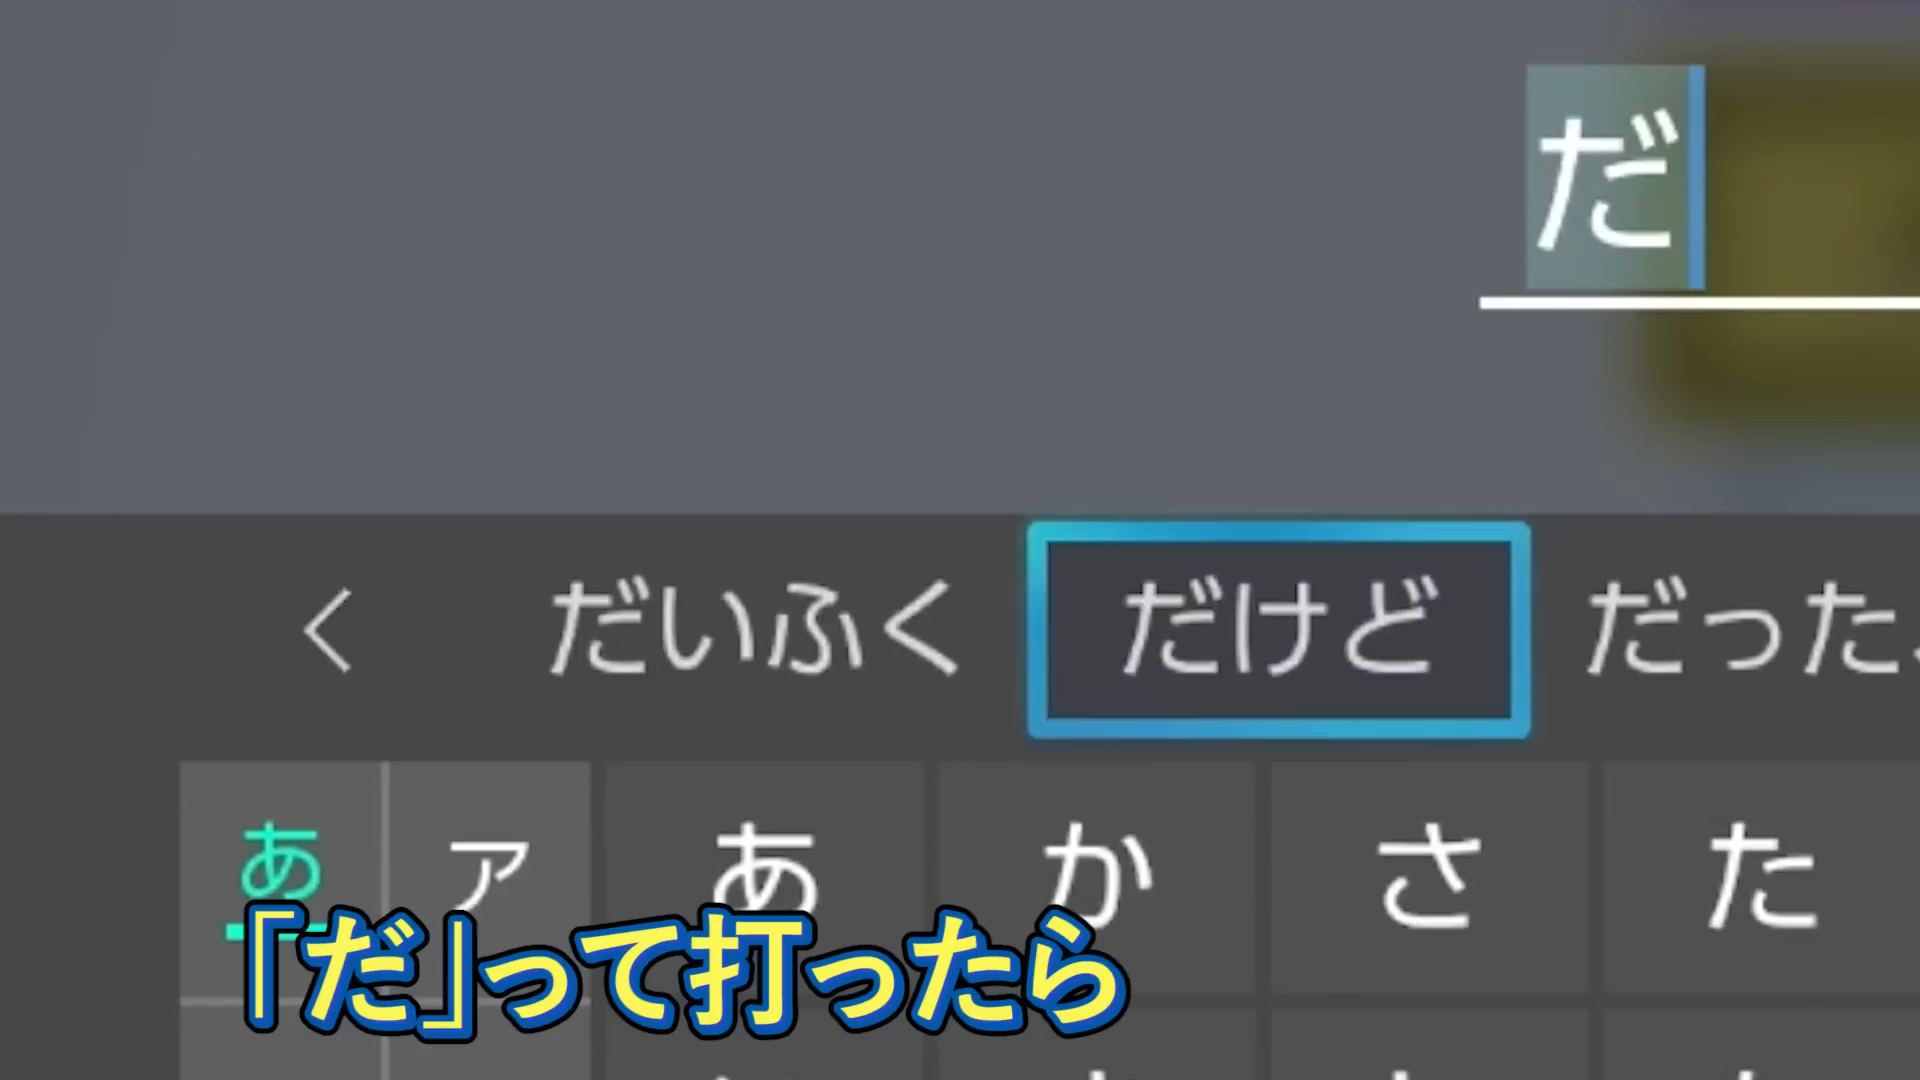 だ
く だいふく だけど だった
あ ァ あ か さ た
「だ」って打ったら